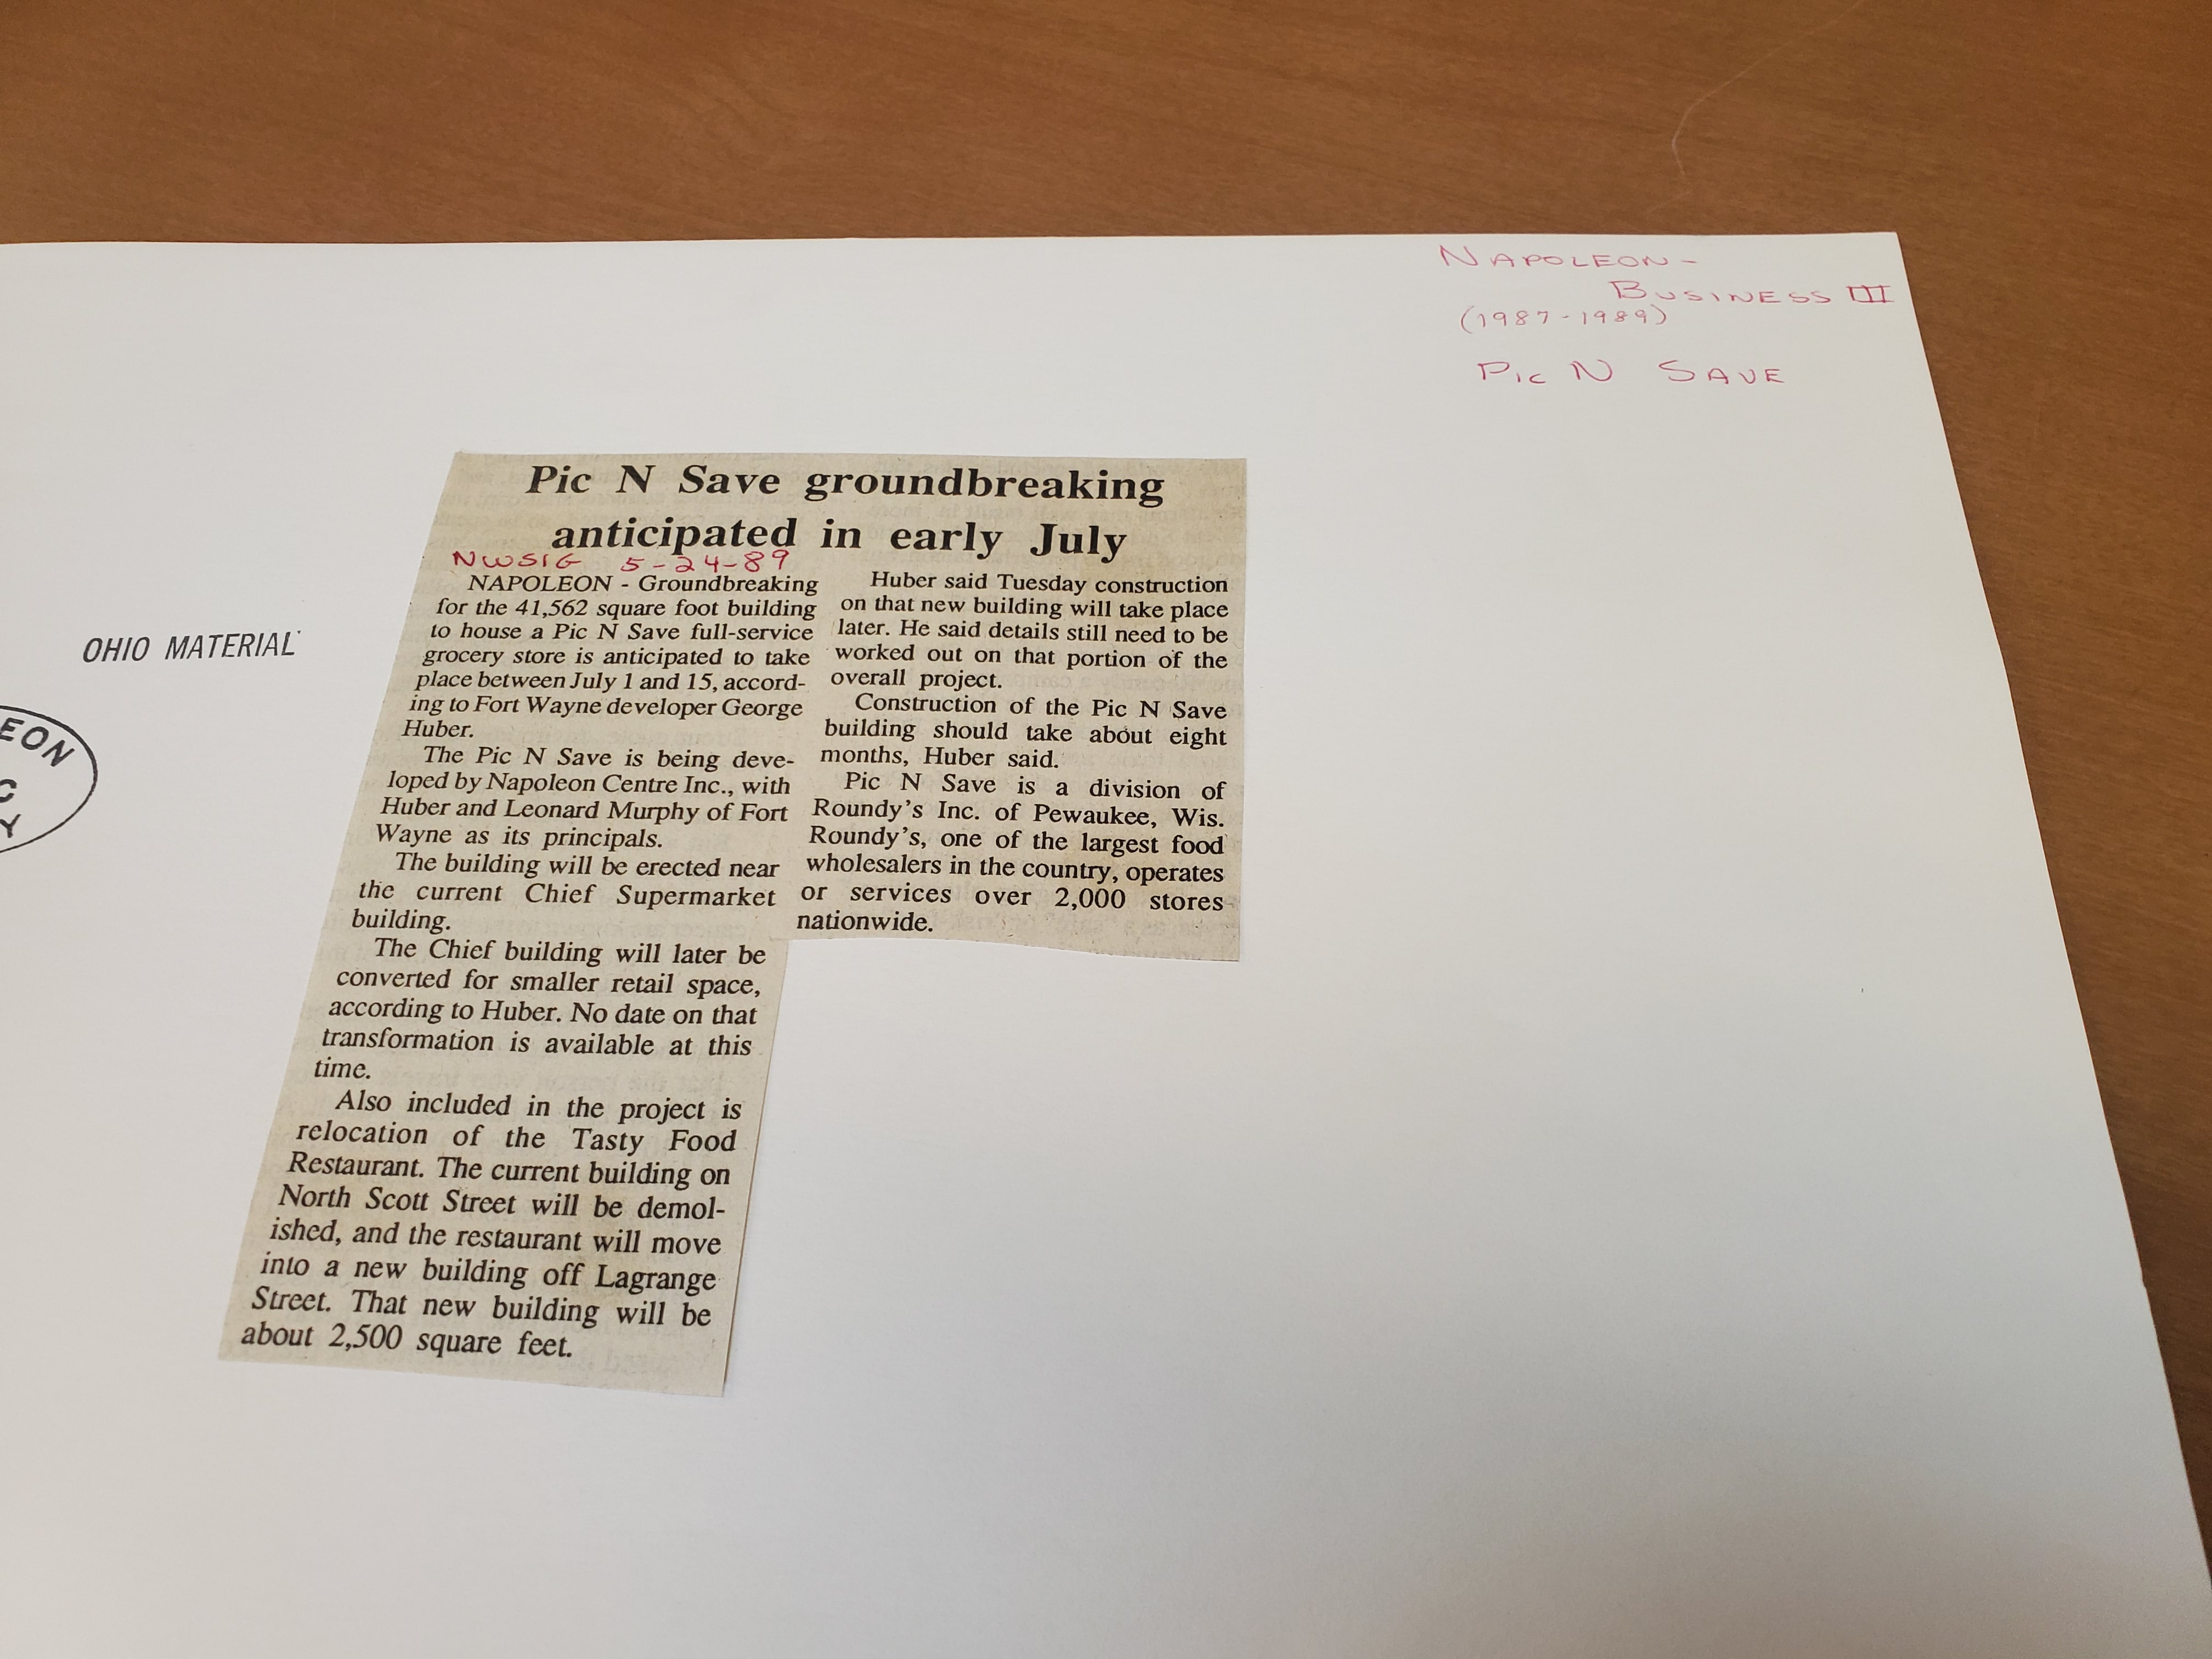 NAPOLEON -
BUSINESS III
(1987-1989)
PIC N SAVE
Pic N Save groundbreaking
anticipated in early July
NWSIG 5-24-89
NAPOLEON - Groundbreaking
for the 41,562 square foot building
to house a Pic N Save full-service
grocery store is anticipated to take
place between July 1 and 15, accord-
ing to Fort Wayne developer George
Huber.
The Pic N Save is being deve-
loped by Napoleon Centre Inc., with
Huber and Leonard Murphy of Fort
Wayne as its principals.
The building will be erected near
the current Chief Supermarket
building.
The Chief building will later be
converted for smaller retail space,
according to Huber. No date on that
transformation is available at this
time.
Also included in the project is
relocation of the Tasty Food
Restaurant. The current building on
North Scott Street will be demol-
ished, and the restaurant will move
into a new building off Lagrange
Street. That new building will be
about 2,500 square feet.
Huber said Tuesday construction
on that new building will take place
later. He said details still need to be
worked out on that portion of the
overall project.
Construction of the Pic N Save
building should take about eight
months, Huber said.
Pic N Save is a division of
Roundy's Inc. of Pewaukee, Wis.
Roundy's, one of the largest food
wholesalers in the country, operates
or services over 2,000 stores
nationwide.
OHIO MATERIAL
EON
C
Y